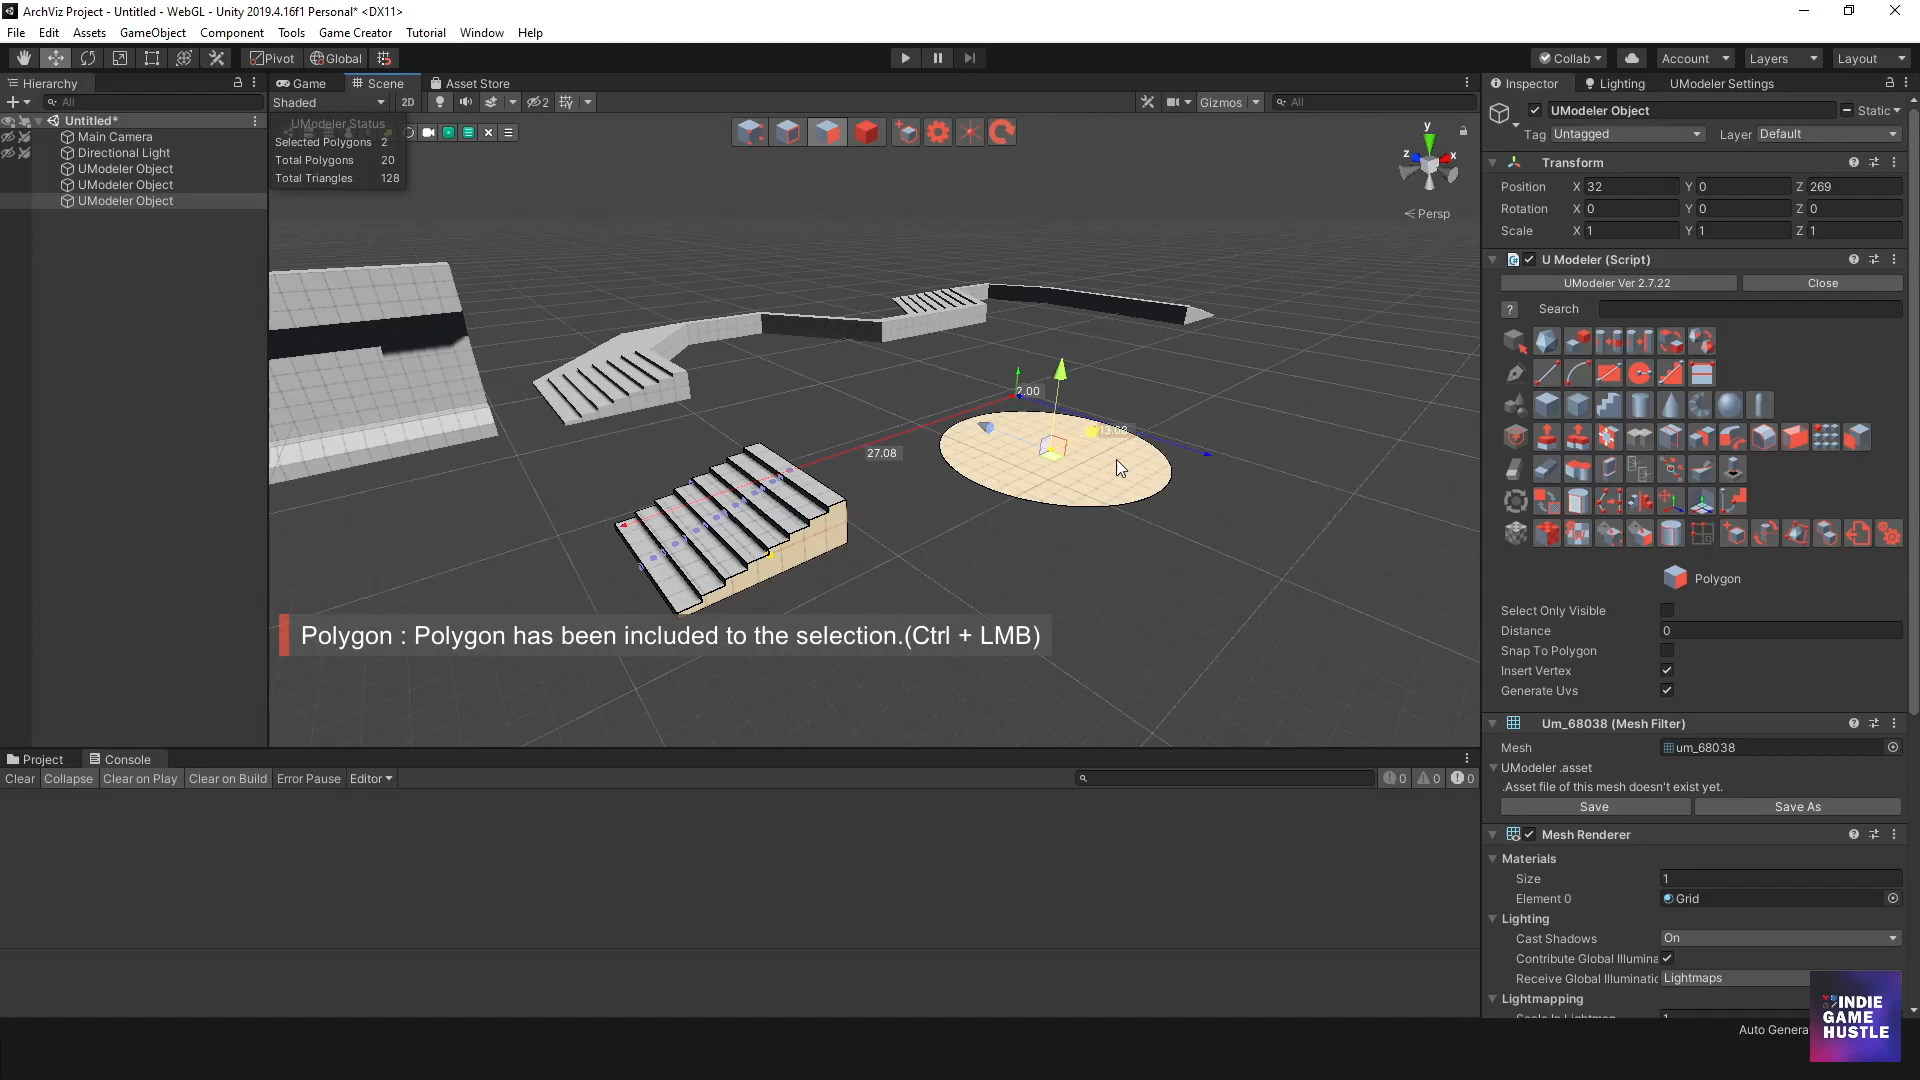 ArchViz Project - Untitled - WebGL - Unity 2019.4.16f1 Personal* <DX11>
File Edit Assets GameObject Component Tools Game Creator Tutorial Window Help
Pivot Global Collab Account Layers Layout
Hierarchy Game Scene Asset Store Inspector Lighting UModeler Settings
All Shaded 2D 2 Gizmos All
Untitled*
Main Camera
Directional Light
UModeler Object
UModeler Object
UModeler Object
UModeler Status
Selected Polygons 2
Total Polygons 20
Total Triangles 128
y
z x
Persp
2.00
13.63
27.08
Polygon : Polygon has been included to the selection.(Ctrl + LMB)
UModeler Object Static
Tag Untagged Layer Default
Transform
Position X 32 Y 0 Z 269
Rotation X 0 Y 0 Z 0
Scale X 1 Y 1 Z 1
U Modeler (Script)
UModeler Ver 2.7.22 Close
? Search
Polygon
Select Only Visible
Distance 0
Snap To Polygon
Insert Vertex
Generate Uvs
Um_68038 (Mesh Filter)
Mesh um_68038
UModeler .asset
.Asset file of this mesh doesn't exist yet.
Save Save As
Mesh Renderer
Materials
Size 1
Element 0 Grid
Lighting
Cast Shadows On
Contribute Global Illumina
Receive Global Illuminatic Lightmaps
Lightmapping
Auto Genera
Project Console
Clear Collapse Clear on Play Clear on Build Error Pause Editor 0 0 0
INDIE
GAME
HUSTLE